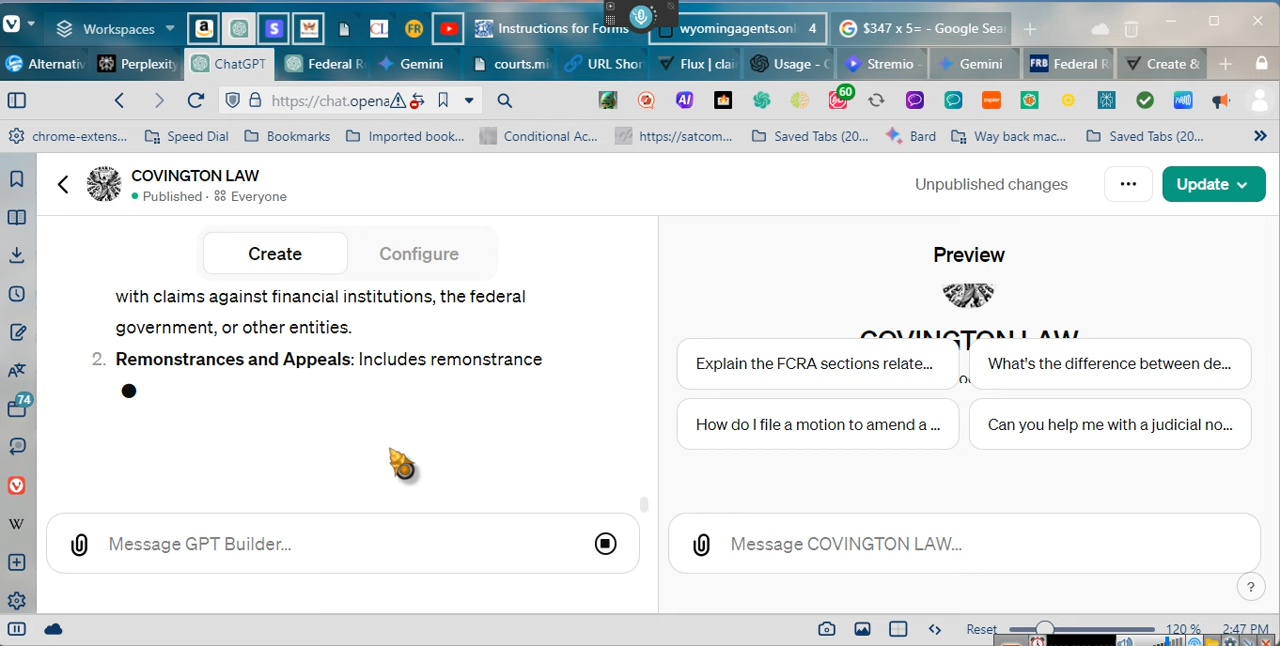 Workspaces
Instructions for Forms
wyomingagents.onl 4
$347 x 5= - Google Sea
Alternativ
Perplexity
ChatGPT
Federal R
Gemini
courts.mi
URL Shor
Flux | clai
Usage - C
Stremio -
Gemini
FRB Federal R
Create &
https://chat.opena
60
chrome-extens...
Speed Dial
Bookmarks
Imported book...
Conditional Ac...
https://satcom...
Saved Tabs (20...
Bard
Way back mac...
Saved Tabs (20...
COVINGTON LAW
Published · Everyone
Unpublished changes
Update
Create
Configure
with claims against financial institutions, the federal
government, or other entities.
2. Remonstrances and Appeals: Includes remonstrance
Message GPT Builder...
Preview
COVINGTON LAW
Explain the FCRA sections relate...
What's the difference between de...
How do I file a motion to amend a ...
Can you help me with a judicial no...
Message COVINGTON LAW...
?
74
W
Reset
120 %
2:47 PM